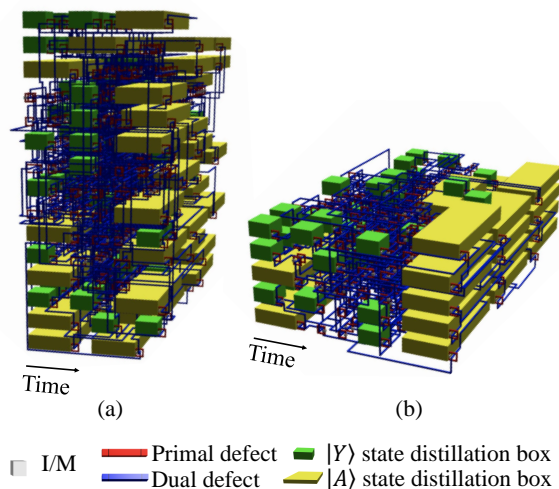 Time
Time
(a)
(b)
I/M
Primal defect
|Y⟩ state distillation box
Dual defect
|A⟩ state distillation box